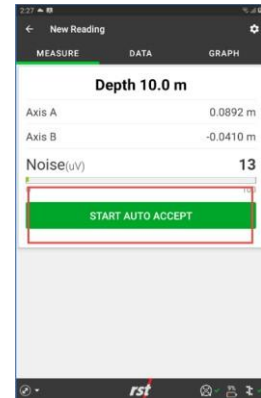 2:27
New Reading
MEASURE DATA GRAPH
Depth 10.0 m
Axis A 0.0892 m
Axis B -0.0410 m
Noise(uV) 13
START AUTO ACCEPT
rst